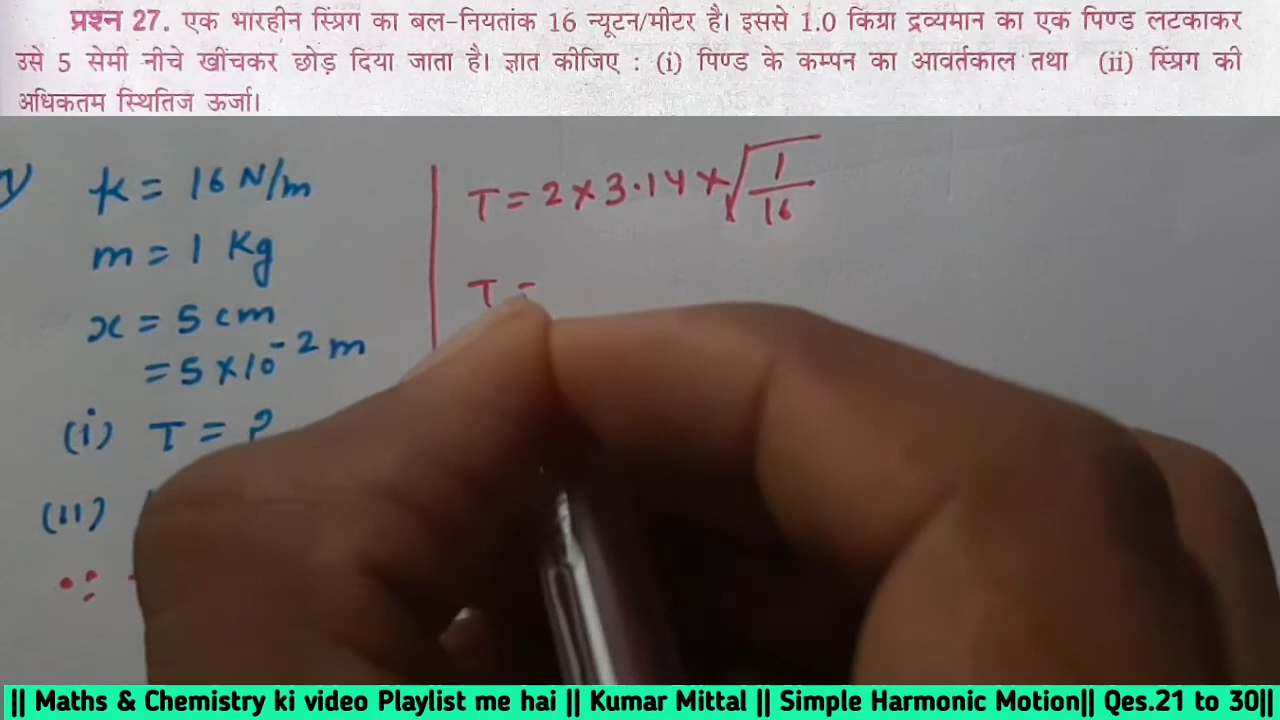 प्रश्न 27. एक भारहीन स्प्रिंग का बल-नियतांक 16 न्यूटन/मीटर है। इससे 1.0 किग्रा द्रव्यमान का एक पिण्ड लटकाकर
उसे 5 सेमी नीचे खींचकर छोड़ दिया जाता है। ज्ञात कीजिए : (i) पिण्ड के कम्पन का आवर्तकाल तथा (ii) स्प्रिंग की
अधिकतम स्थितिज ऊर्जा।
k = 16 N/m
m = 1 Kg
x = 5 cm
= 5 × 10⁻² m
(i) T = ?
(ii)
T = 2 × 3.14 × √(1/16)
T =
|| Maths & Chemistry ki video Playlist me hai || Kumar Mittal || Simple Harmonic Motion|| Qes.21 to 30||